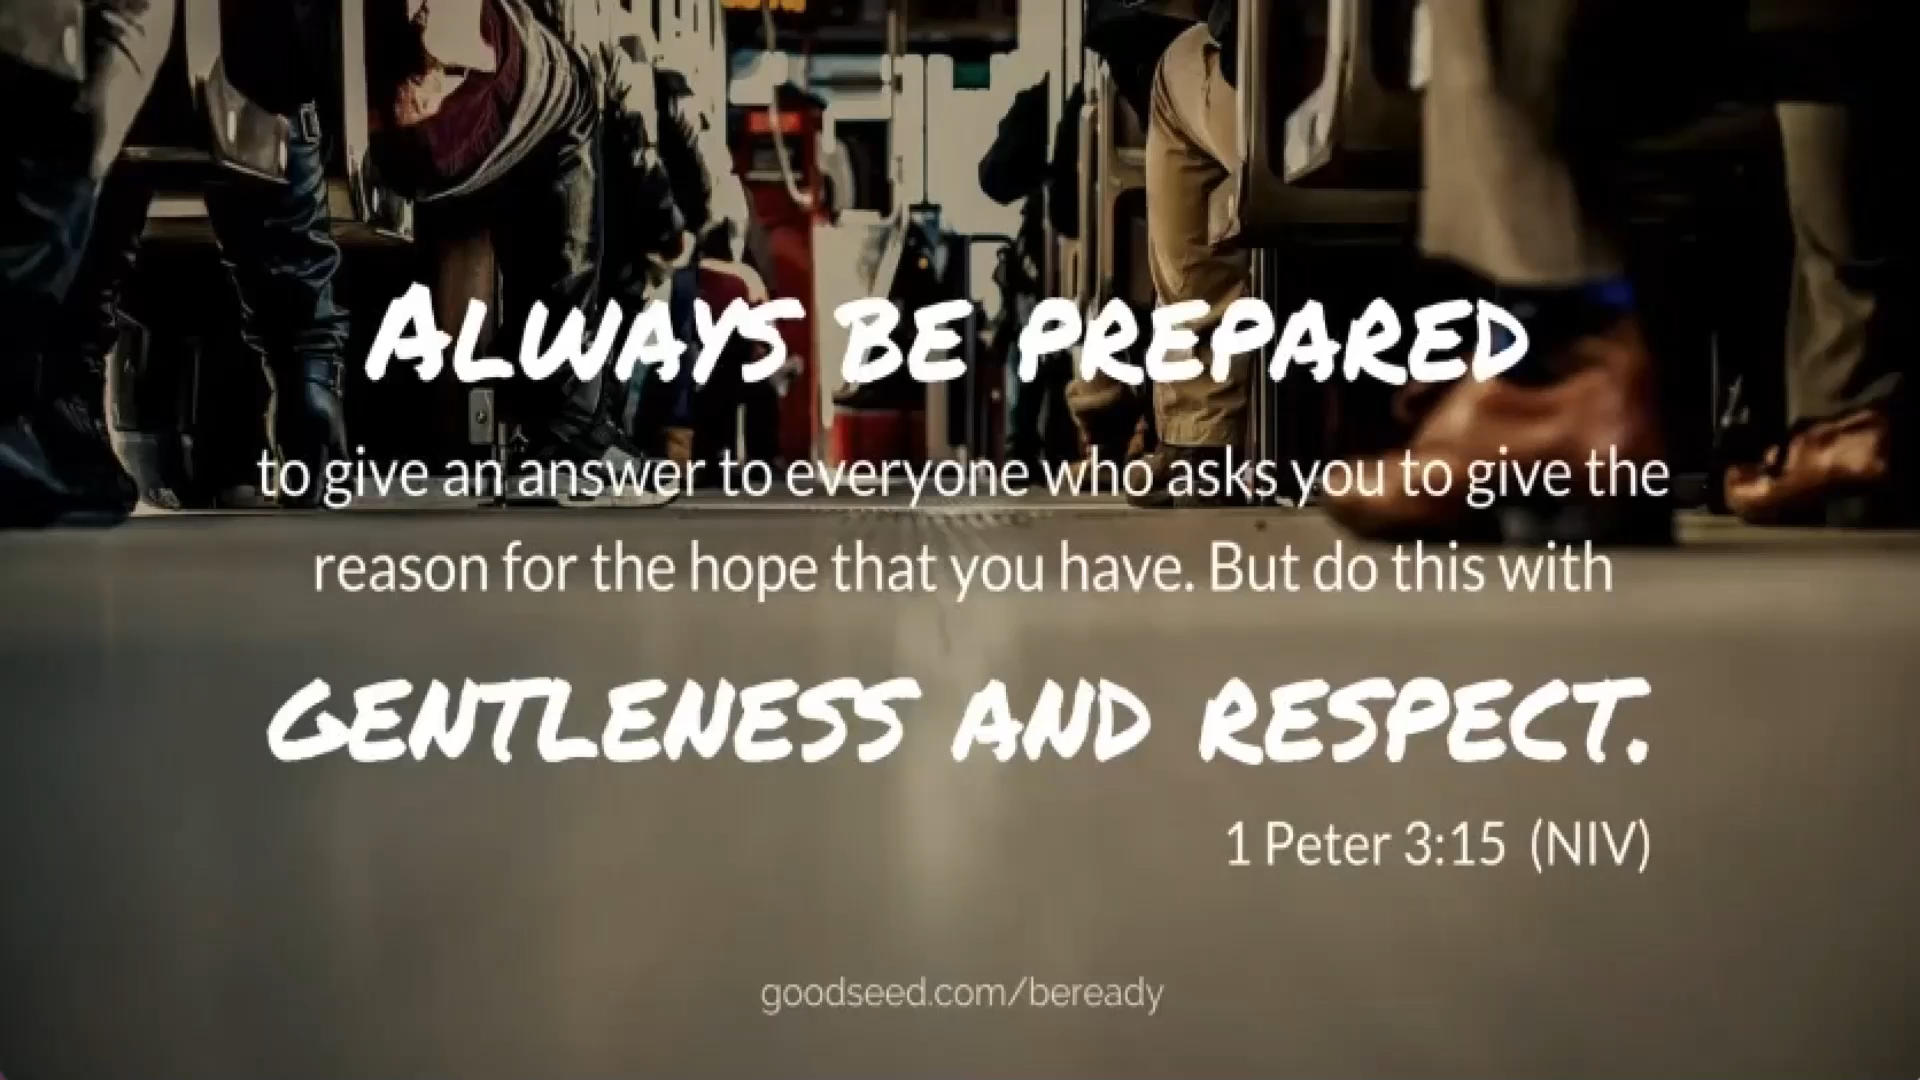 ALWAYS BE PREPARED
to give an answer to everyone who asks you to give the
reason for the hope that you have. But do this with
GENTLENESS AND RESPECT.
1 Peter 3:15 (NIV)
goodseed.com/beready